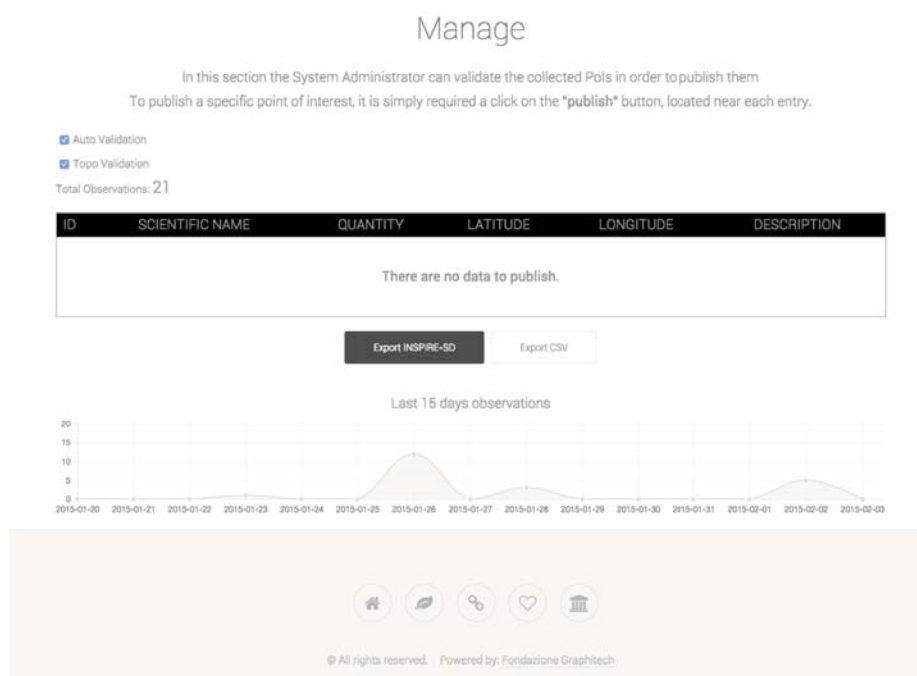 Manage
In this section the System Administrator can validate the collected PoIs in order to publish them
To publish a specific point of interest, it is simply required a click on the "publish" button, located near each entry.
Auto Validation
Topo Validation
Total Observations: 21
ID SCIENTIFIC NAME QUANTITY LATITUDE LONGITUDE DESCRIPTION
There are no data to publish.
Export INSPIRE-SD Export CSV
Last 15 days observations
20
15
10
5
0
2015-01-20 2015-01-21 2015-01-22 2015-01-23 2015-01-24 2015-01-25 2015-01-26 2015-01-27 2015-01-28 2015-01-29 2015-01-30 2015-01-31 2015-02-01 2015-02-02 2015-02-03
© All rights reserved. Powered by: Fondazione Graphitech